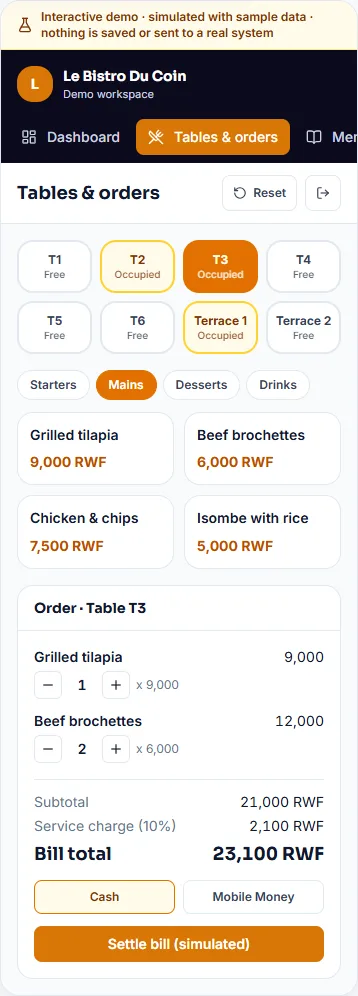 Interactive demo · simulated with sample data ·
nothing is saved or sent to a real system
L
Le Bistro Du Coin
Demo workspace
Dashboard Tables & orders
Tables & orders Reset
T1 T2 T3 T4
Free Occupied Occupied Free
T5 T6 Terrace 1 Terrace 2
Free Free Occupied Free
Starters Mains Desserts Drinks
Grilled tilapia Beef brochettes
9,000 RWF 6,000 RWF
Chicken & chips Isombe with rice
7,500 RWF 5,000 RWF
Order · Table T3
Grilled tilapia 9,000
− 1 + x 9,000
Beef brochettes 12,000
− 2 + x 6,000
Subtotal 21,000 RWF
Service charge (10%) 2,100 RWF
Bill total 23,100 RWF
Cash Mobile Money
Settle bill (simulated)